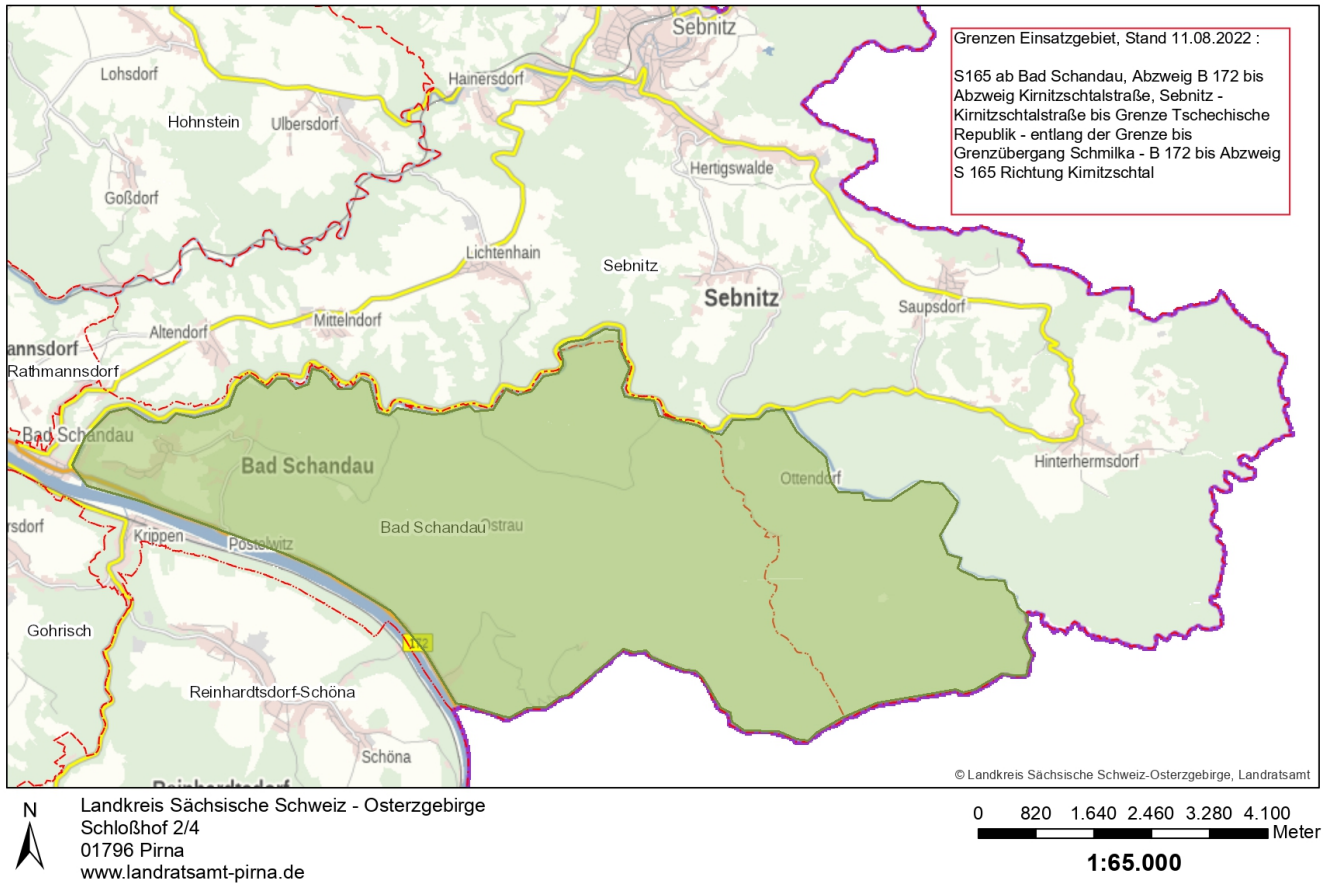 Sebnitz
Grenzen Einsatzgebiet, Stand 11.08.2022 :
S165 ab Bad Schandau, Abzweig B 172 bis
Abzweig Kirnitzschtalstraße, Sebnitz -
Kirnitzschtalstraße bis Grenze Tschechische
Republik - entlang der Grenze bis
Grenzübergang Schmilka - B 172 bis Abzweig
S 165 Richtung Kirnitzschtal
Lohsdorf
Hainersdorf
Hohnstein
Ulbersdorf
Hertigswalde
Goßdorf
Lichtenhain
Sebnitz
Sebnitz
Saupsdorf
Mittelndorf
Altendorf
annsdorf
Rathmannsdorf
Bad Schandau
Bad Schandau
Hinterhermsdorf
Ottendorf
rsdorf
Bad Schandau
Ostrau
Krippen
Postelwitz
Gohrisch
172
Reinhardtsdorf-Schöna
Schöna
Reinhardtsdorf
© Landkreis Sächsische Schweiz-Osterzgebirge, Landratsamt
N
Landkreis Sächsische Schweiz - Osterzgebirge
Schloßhof 2/4
01796 Pirna
www.landratsamt-pirna.de
0 820 1.640 2.460 3.280 4.100
Meter
1:65.000